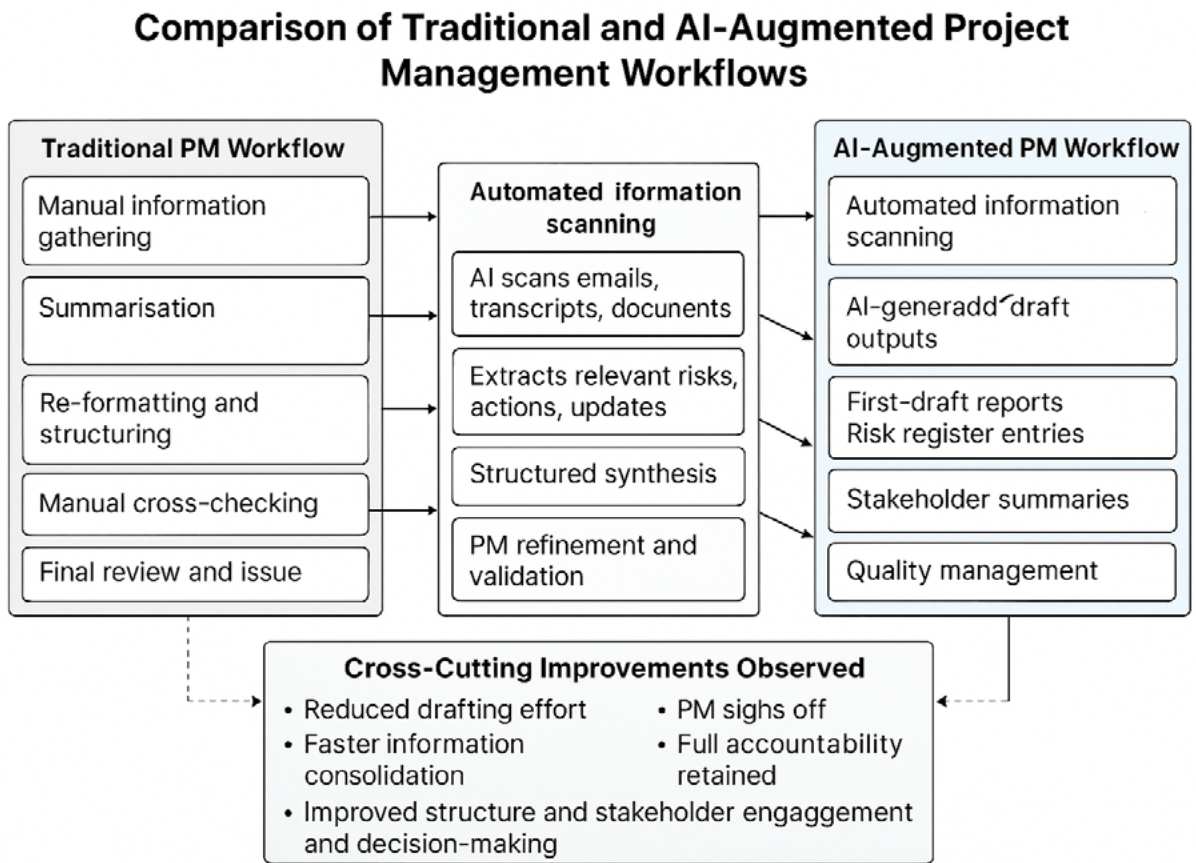 Comparison of Traditional and AI-Augmented Project
Management Workflows
Traditional PM Workflow
Manual information
gathering
Summarisation
Re-formatting and
structuring
Manual cross-checking
Final review and issue
Automated iformation
scanning
AI scans emails,
transcripts, documents
Extracts relevant risks,
actions, updates
Structured synthesis
PM refinement and
validation
AI-Augmented PM Workflow
Automated information
scanning
AI-generadd draft
outputs
First-draft reports
Risk register entries
Stakeholder summaries
Quality management
Cross-Cutting Improvements Observed
• Reduced drafting effort
• Faster information
consolidation
• PM sighs off
• Full accountability
retained
• Improved structure and stakeholder engaggement
and decision-making